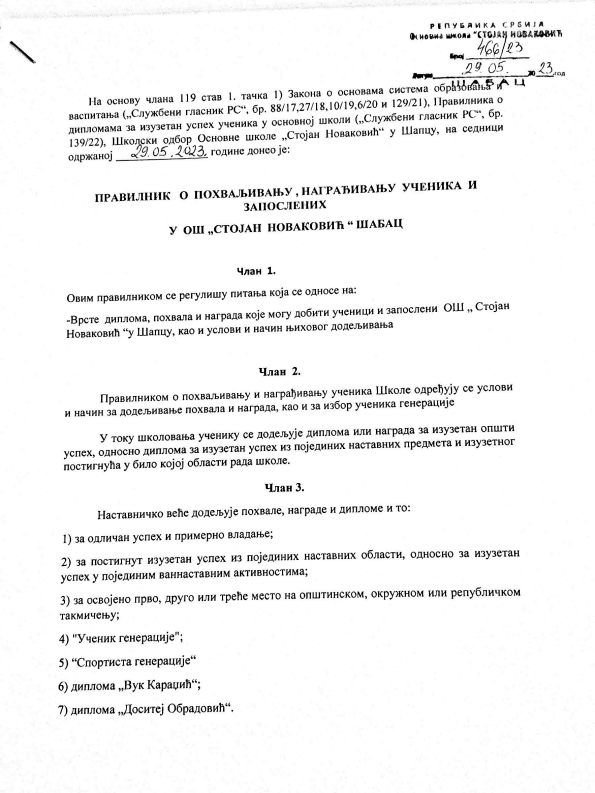 РЕПУБЛИКА СРБИЈА
Основна школа "СТОЈАН НОВАКОВИЋ
Број 466/23
Датум 29.05. 2023.год
ШАБАЦ
На основу члана 119 став 1. тачка 1) Закона о основама система образовања и
васпитања („Службени гласник РС“, бр. 88/17,27/18,10/19,6/20 и 129/21), Правилника о
дипломама за изузетан успех ученика у основној школи („Службени гласник РС“, бр.
139/22), Школски одбор Основне школе „Стојан Новаковић“ у Шапцу, на седници
одржаној 29.05.2023. године донео је:
ПРАВИЛНИК О ПОХВАЉИВАЊУ , НАГРАЂИВАЊУ УЧЕНИКА И
ЗАПОСЛЕНИХ
У ОШ „СТОЈАН НОВАКОВИЋ “ ШАБАЦ
Члан 1.
Овим правилником се регулишу питања која се односе на:
-Врсте диплома, похвала и награда које могу добити ученици и запослени ОШ „ Стојан
Новаковић “у Шапцу, као и услови и начин њиховог додељивања
Члан 2.
Правилником о похваљивању и награђивању ученика Школе одређују се услови
и начин за додељивање похвала и награда, као и за избор ученика генерације
У току школовања ученику се додељује диплома или награда за изузетан општи
успех, односно диплома за изузетан успех из појединих наставних предмета и изузетног
постигнућа у било којој области рада школе.
Члан 3.
Наставничко веће додељује похвале, награде и дипломе и то:
1) за одличан успех и примерно владање;
2) за постигнут изузетан успех из појединих наставних области, односно за изузетан
успех у појединим ваннаставним активностима;
3) за освојено прво, друго или треће место на општинском, окружном или републичком
такмичењу;
4) "Ученик генерације";
5) “Спортиста генерације“
6) диплома „Вук Караџић“;
7) диплома „Доситеј Обрадовић“.